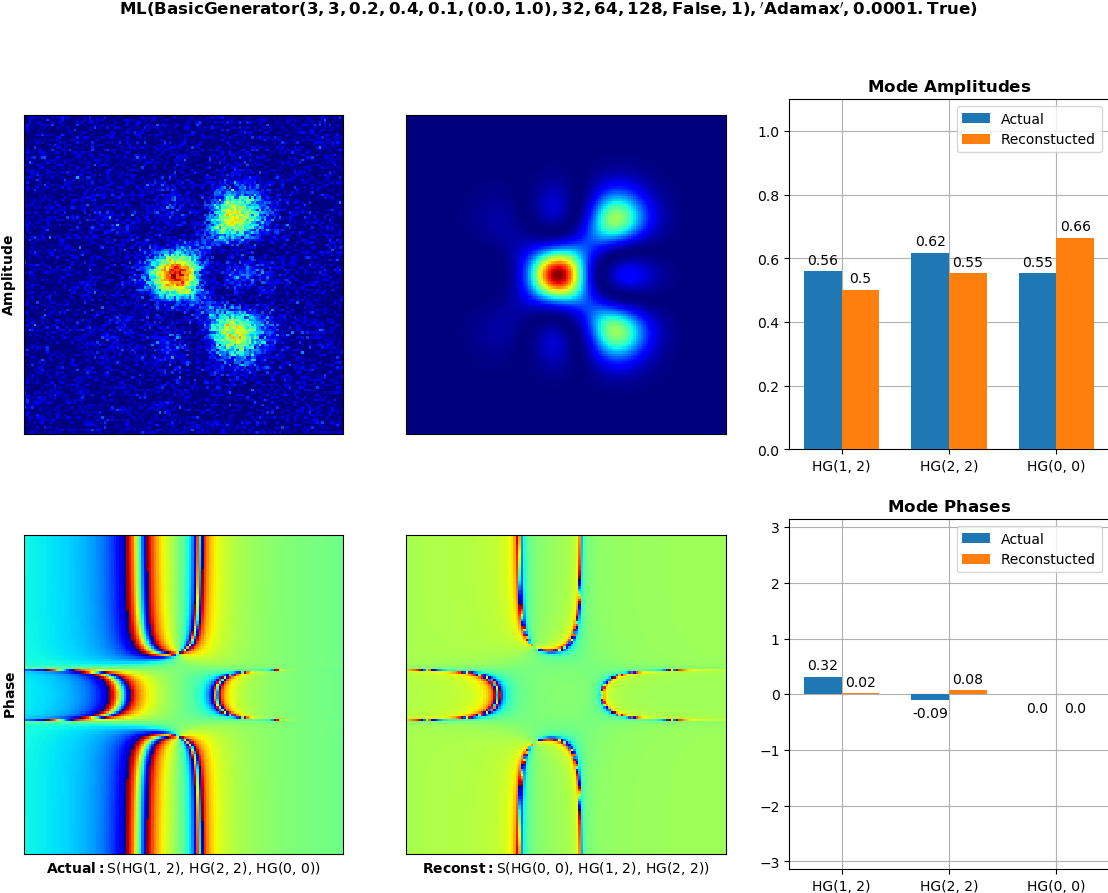 ML(BasicGenerator(3, 3, 0.2, 0.4, 0.1, (0.0, 1.0), 32, 64, 128, False, 1), 'Adamax', 0.0001. True)
Amplitude
Mode Amplitudes
Actual
Reconstucted
1.0
0.8
0.6
0.4
0.2
0.0
0.56
0.5
0.62
0.55
0.55
0.66
HG(1, 2)
HG(2, 2)
HG(0, 0)
Phase
Actual: S(HG(1, 2), HG(2, 2), HG(0, 0))
Reconst: S(HG(0, 0), HG(1, 2), HG(2, 2))
Mode Phases
Actual
Reconstucted
3
2
1
0
−1
−2
−3
0.32
0.02
-0.09
0.08
0.0
0.0
HG(1, 2)
HG(2, 2)
HG(0, 0)